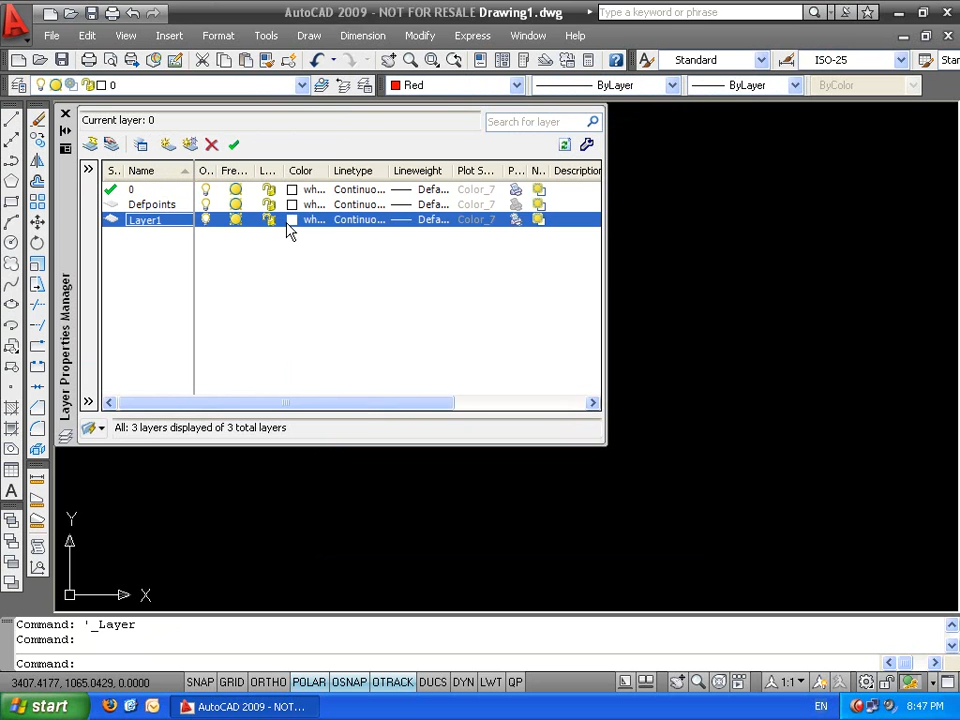 AutoCAD 2009 - NOT FOR RESALE Drawing1.dwg
Type a keyword or phrase
File Edit View Insert Format Tools Draw Dimension Modify Express Window Help
Standard ISO-25 Stan
0 Red ByLayer ByLayer ByColor
Current layer: 0
Search for layer
S.. Name O.. Fre... L... Color Linetype Lineweight Plot S... P... N.. Description
0 wh... Continuo... Defa... Color_7
Defpoints wh... Continuo... Defa... Color_7
Layer1 wh... Continuo... Defa... Color_7
Layer Properties Manager
All: 3 layers displayed of 3 total layers
A
Y
X
Command: '_Layer
Command:
Command:
3407.4177, 1065.0429, 0.0000 SNAP GRID ORTHO POLAR OSNAP OTRACK DUCS DYN LWT QP 1:1
start AutoCAD 2009 - NOT... EN 8:47 PM